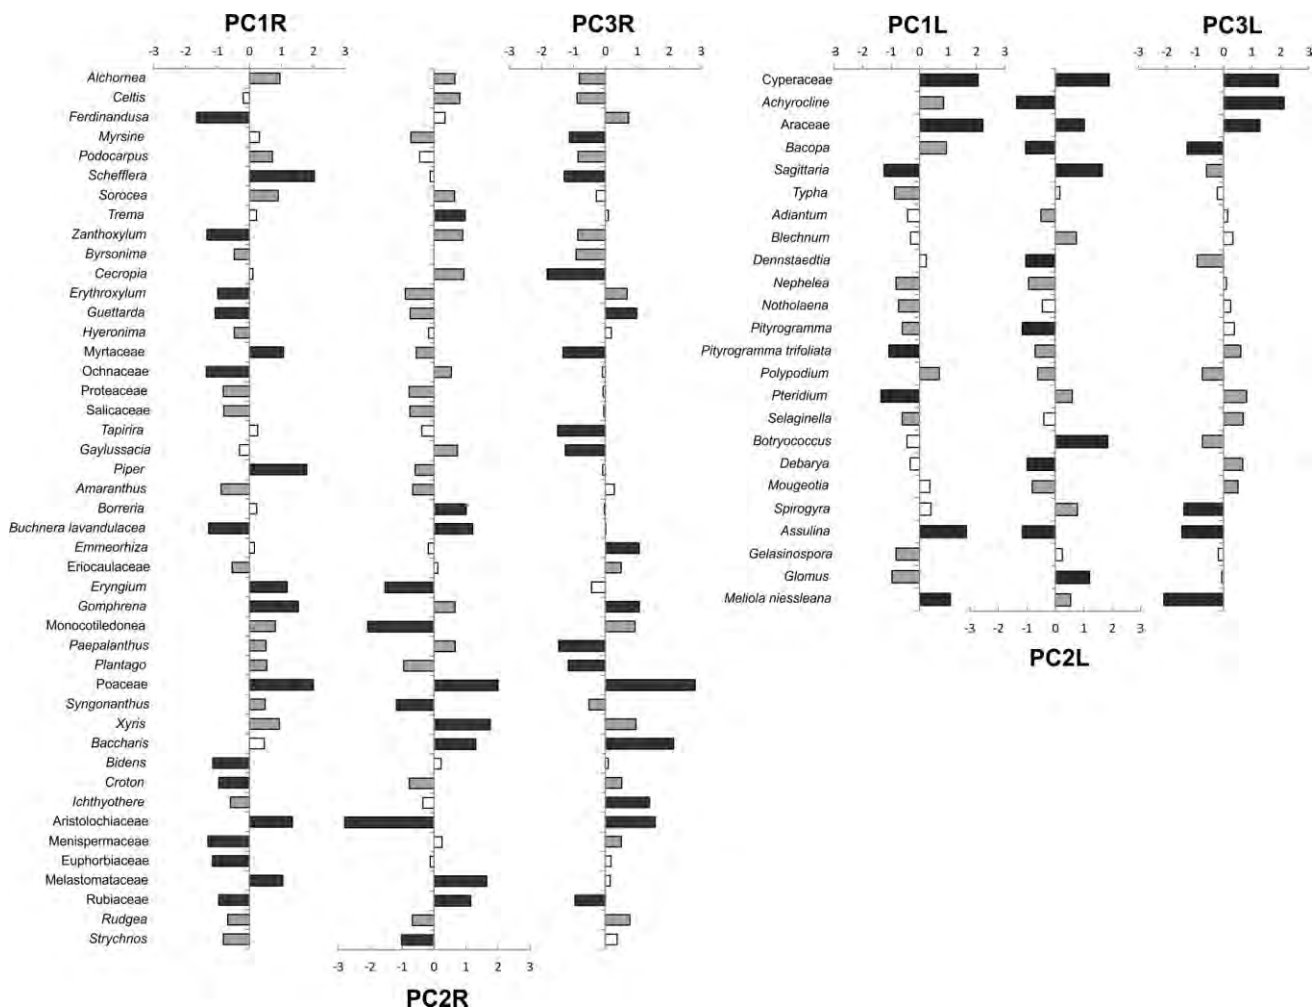 PC1R PC3R
-3 -2 -1 0 1 2 3 -3 -2 -1 0 1 2 3
Alchornea
Celtis
Ferdinandusa
Myrsine
Podocarpus
Schefflera
Sorocea
Trema
Zanthoxylum
Byrsonima
Cecropia
Erythroxylum
Guettarda
Hyeronima
Myrtaceae
Ochnaceae
Proteaceae
Salicaceae
Tapirira
Gaylussacia
Piper
Amaranthus
Borreria
Buchnera lavandulacea
Emmeorhiza
Eriocaulaceae
Eryngium
Gomphrena
Monocotiledonea
Paepalanthus
Plantago
Poaceae
Syngonanthus
Xyris
Baccharis
Bidens
Croton
Ichthyothere
Aristolochiaceae
Menispermaceae
Euphorbiaceae
Melastomataceae
Rubiaceae
Rudgea
Strychnos
-3 -2 -1 0 1 2 3
PC2R
PC1L PC3L
-3 -2 -1 0 1 2 3 -3 -2 -1 0 1 2 3
Cyperaceae
Achyrocline
Araceae
Bacopa
Sagittaria
Typha
Adiantum
Blechnum
Dennstaedtia
Nephelea
Notholaena
Pityrogramma
Pityrogramma trifoliata
Polypodium
Pteridium
Selaginella
Botryococcus
Debarya
Mougeotia
Spirogyra
Assulina
Gelasinospora
Glomus
Meliola niessleana
-3 -2 -1 0 1 2 3
PC2L